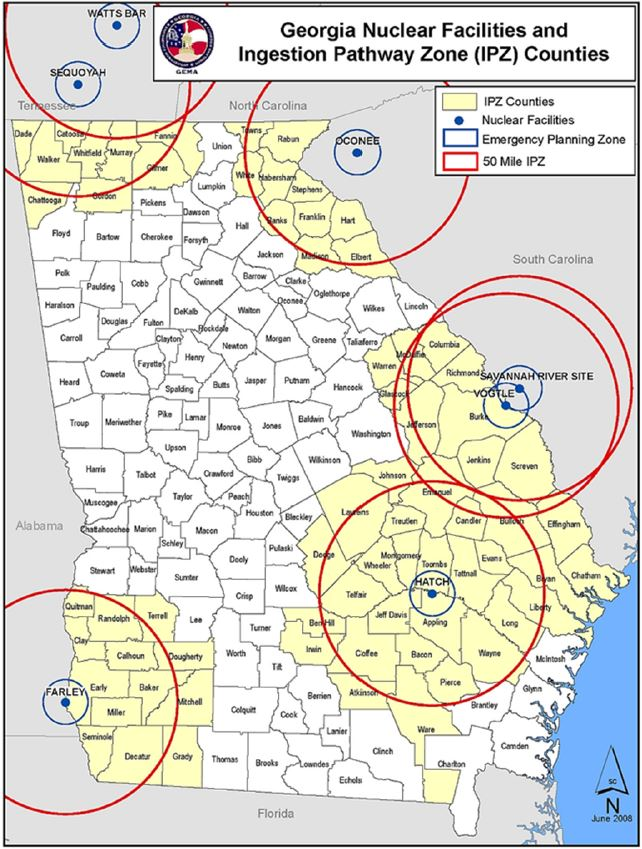 WATTS BAR
Georgia Nuclear Facilities and
Ingestion Pathway Zone (IPZ) Counties
GEMA
SEQUOYAH
Tennessee
North Carolina
IPZ Counties
Nuclear Facilities
Emergency Planning Zone
50 Mile IPZ
OCONEE
Dade
Catoosa
Fannin
Towns
Rabun
Union
Walker
Whitfield
Murray
Gilmer
White
Habersham
Stephens
Lumpkin
Chattooga
Gordon
Pickens
Dawson
Banks
Franklin
Hart
Floyd
Bartow
Cherokee
Forsyth
Hall
Jackson
Madison
Elbert
South Carolina
Polk
Paulding
Cobb
Gwinnett
Barrow
Clarke
Oconee
Oglethorpe
Wilkes
Lincoln
Haralson
Douglas
Fulton
DeKalb
Rockdale
Walton
Morgan
Greene
Taliaferro
Columbia
McDuffie
Carroll
Clayton
Henry
Newton
Warren
Richmond
SAVANNAH RIVER SITE
Heard
Coweta
Fayette
Spalding
Butts
Jasper
Putnam
Hancock
Glascock
VOGTLE
Burke
Troup
Meriwether
Pike
Lamar
Monroe
Jones
Baldwin
Washington
Jefferson
Upson
Bibb
Wilkinson
Jenkins
Screven
Harris
Talbot
Crawford
Twiggs
Johnson
Muscogee
Taylor
Peach
Houston
Bleckley
Laurens
Emanuel
Alabama
Chattahoochee
Marion
Schley
Macon
Treutlen
Candler
Bulloch
Effingham
Stewart
Webster
Sumter
Dooly
Pulaski
Dodge
Wheeler
Montgomery
Toombs
Evans
Tattnall
Bryan
Chatham
HATCH
Quitman
Randolph
Terrell
Lee
Crisp
Wilcox
Telfair
Jeff Davis
Appling
Long
Liberty
Clay
Calhoun
Dougherty
Worth
Turner
Ben Hill
Irwin
Coffee
Bacon
Wayne
McIntosh
FARLEY
Early
Baker
Mitchell
Tift
Pierce
Glynn
Miller
Colquitt
Cook
Berrien
Atkinson
Ware
Brantley
Seminole
Decatur
Grady
Thomas
Brooks
Lowndes
Lanier
Clinch
Echols
Charlton
Camden
Florida
SC
N
June 2008